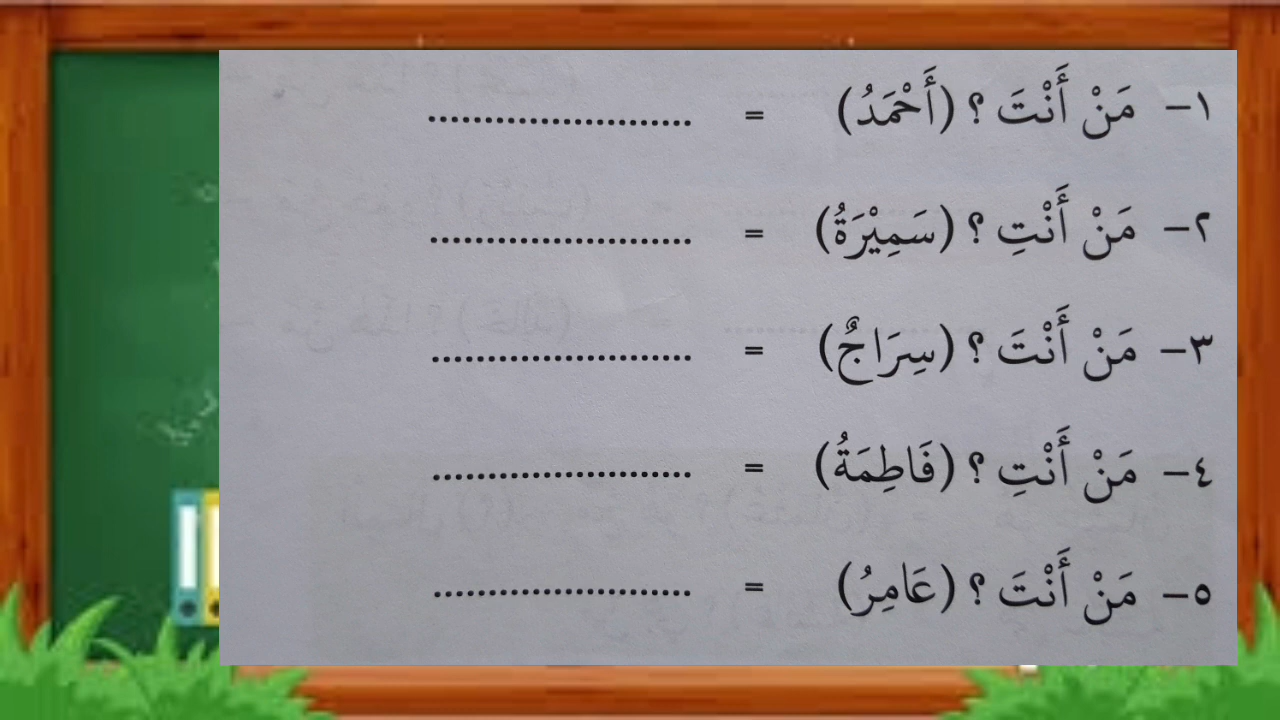 ١- مَنْ أَنْتَ ؟ (أَحْمَدُ) = ............................
٢- مَنْ أَنْتِ ؟ (سَمِيْرَةُ) = ............................
٣- مَنْ أَنْتَ ؟ (سِرَاجٌ) = ............................
٤- مَنْ أَنْتِ ؟ (فَاطِمَةُ) = ............................
٥- مَنْ أَنْتَ ؟ (عَامِرُ) = ............................